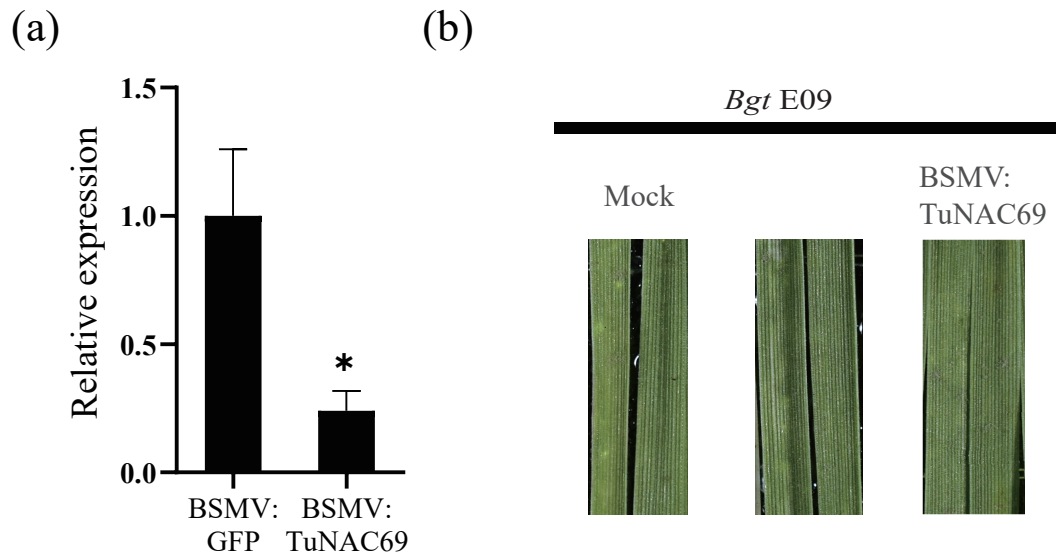 (a)
(b)
1.5
1.0
0.5
0.0
Relative expression
*
BSMV: BSMV:
GFP TuNAC69
Bgt E09
Mock
BSMV:
TuNAC69